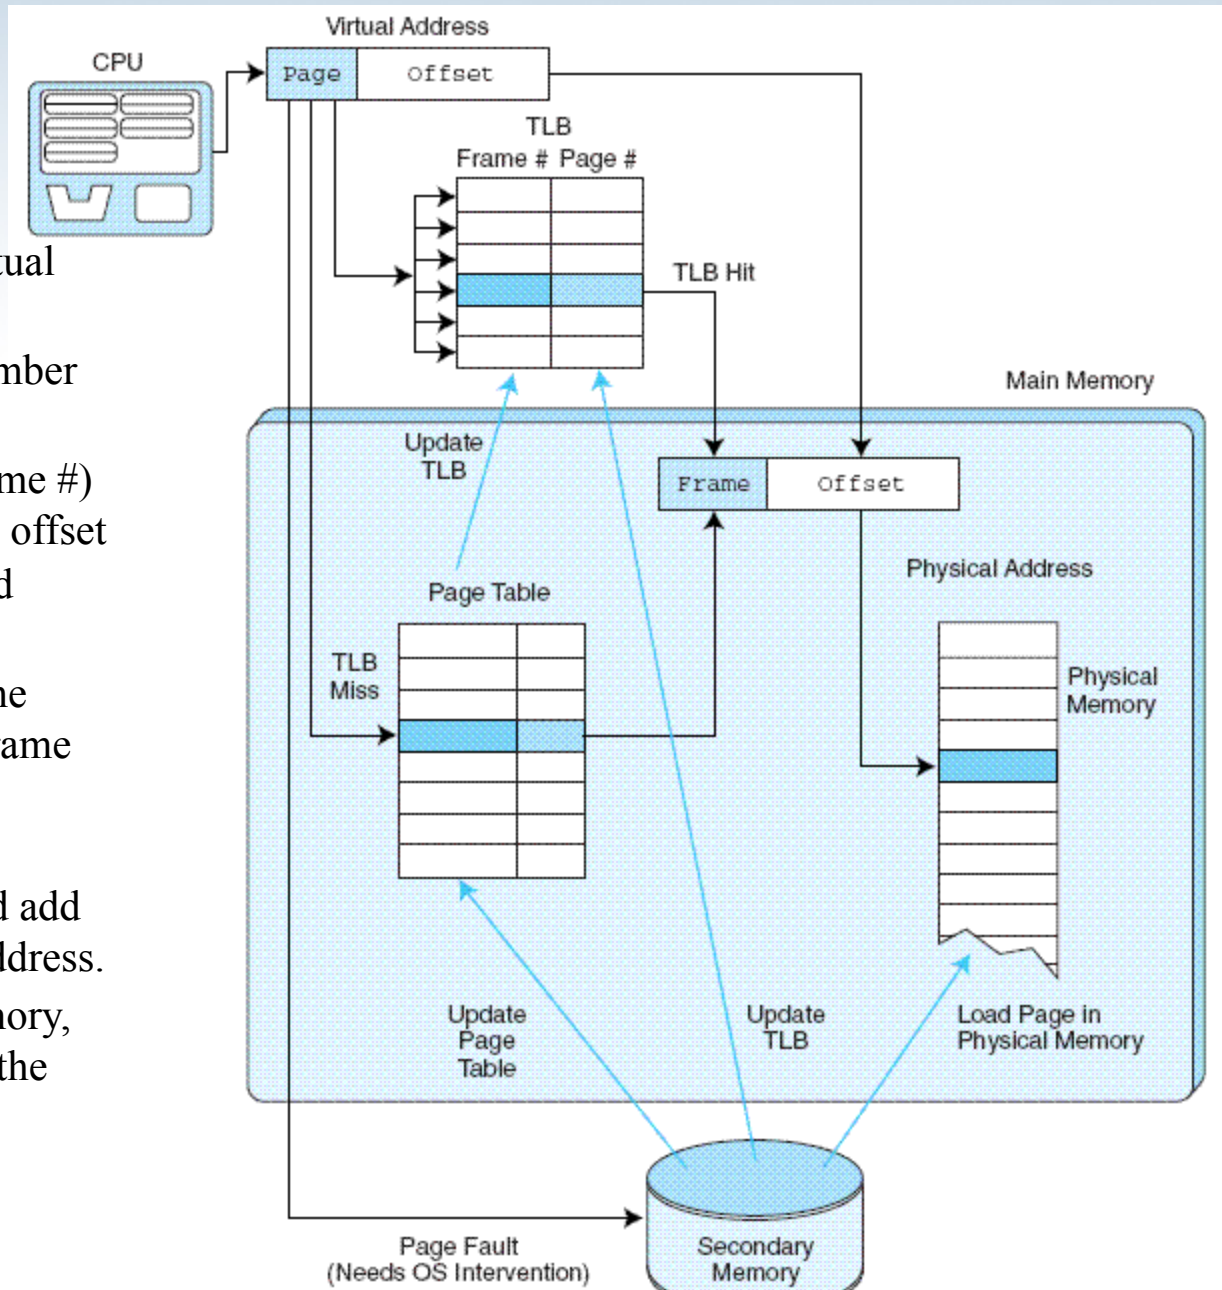 Virtual Address
CPU
Page
Offset
TLB
Frame # Page #
TLB Hit
Main Memory
Update
TLB
Frame
Offset
Physical Address
Page Table
TLB
Miss
Physical
Memory
Update
Page
Table
Update
TLB
Load Page in
Physical Memory
Page Fault
(Needs OS Intervention)
Secondary
Memory
tual
mber
me #)
offset
d
ne
rame
d add
ddress.
nory,
the